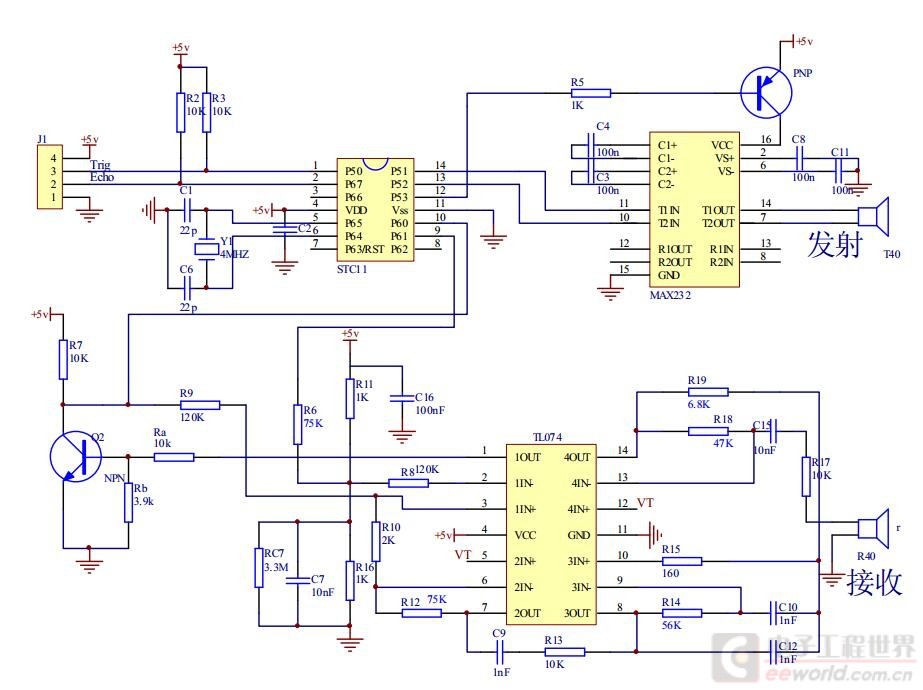 +5v
+5v
PNP
R2
10K
R3
10K
R5
1K
J1
+5v
4
3
2
1
Trig
Echo
C4
100n
C3
100n
C1+
C1-
C2+
C2-
T1IN
T2IN
R1OUT
R2OUT
GND
VCC
VS+
VS-
T1OUT
T2OUT
R1IN
R2IN
16
2
6
14
7
13
8
11
10
12
15
MAX232
C8
100n
C11
100n
发射
T40
1
2
3
4
5
6
7
P50
P67
P66
VDD
P65
P64
P63/RST
P51
P52
P53
Vss
P60
P61
P62
14
13
12
11
10
9
8
STC11
C1
22p
+5v
C2
Y1
4MHZ
C6
22p
+5v
R7
10K
R9
120K
Q2
NPN
Ra
10k
Rb
3.9k
+5v
R11
1K
C16
100nF
R6
75K
R8
120K
R10
2K
RC7
3.3M
C7
10nF
R16
1K
R12
75K
C9
1nF
R13
10K
+5v
VT
TL074
1
2
3
4
5
6
7
1OUT
1IN-
1IN+
VCC
2IN+
2IN-
2OUT
4OUT
4IN-
4IN+
GND
3IN+
3IN-
3OUT
14
13
12
11
10
9
8
VT
R19
6.8K
R18
47K
C15
10nF
R17
10K
r
R40
接收
R15
160
R14
56K
C10
1nF
C12
1nF
电子工程世界
eeworld.com.cn